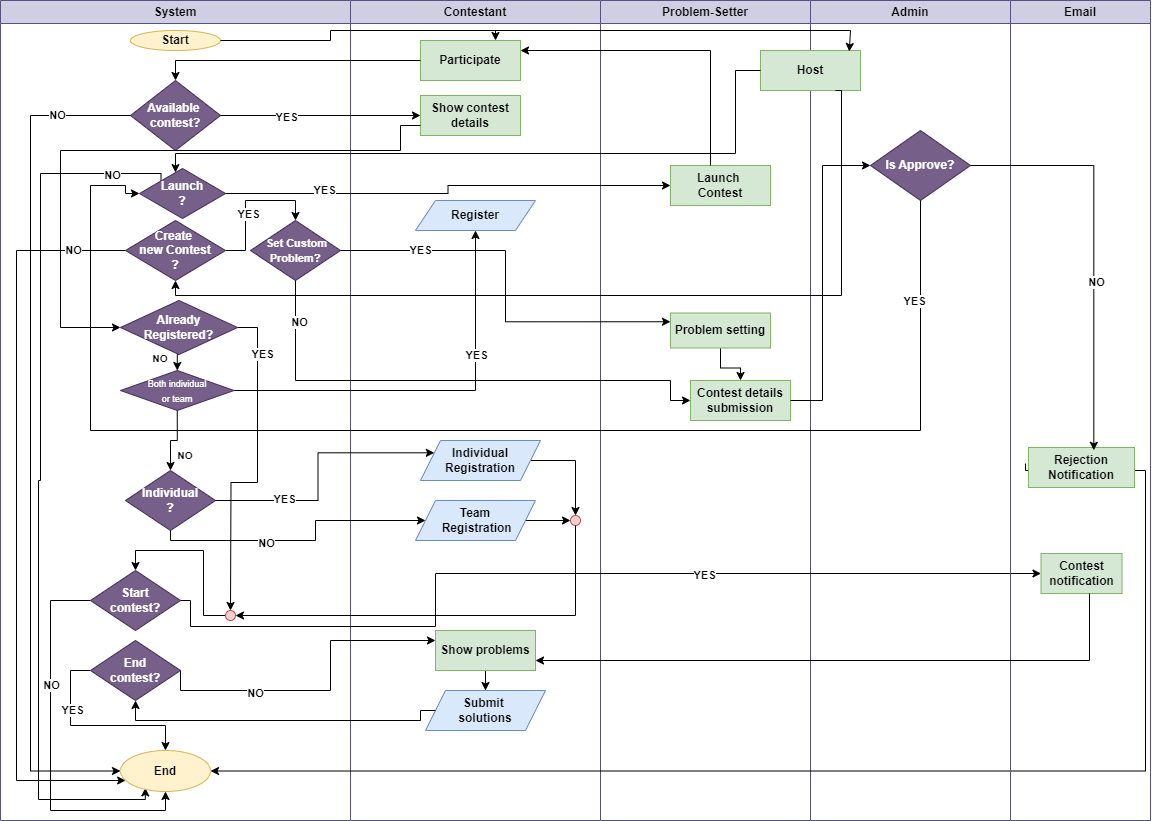 System
Contestant
Problem-Setter
Admin
Email
Start
Participate
Host
Available
contest?
NO
YES
Show contest
details
Is Approve?
NO
Launch
?
YES
Launch
Contest
YES
Register
Create
new Contest
?
NO
Set Custom
Problem?
YES
NO
YES
NO
Already
Registered?
Problem setting
NO
YES
YES
Both individual
or team
Contest details
submission
NO
Individual
Registration
Rejection
Notification
Individual
?
YES
Team
Registration
NO
Start
contest?
YES
Contest
notification
End
contest?
Show problems
NO
NO
YES
Submit
solutions
End